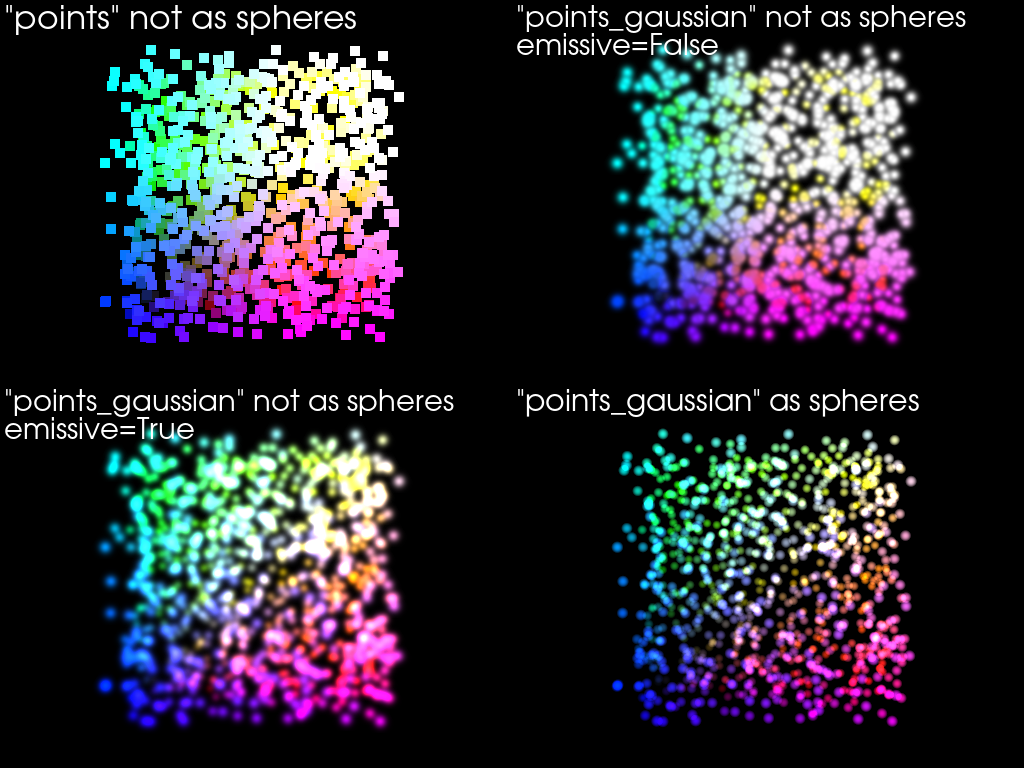 "points" not as spheres
"points_gaussian" not as spheres
emissive=False
"points_gaussian" not as spheres
emissive=True
"points_gaussian" as spheres